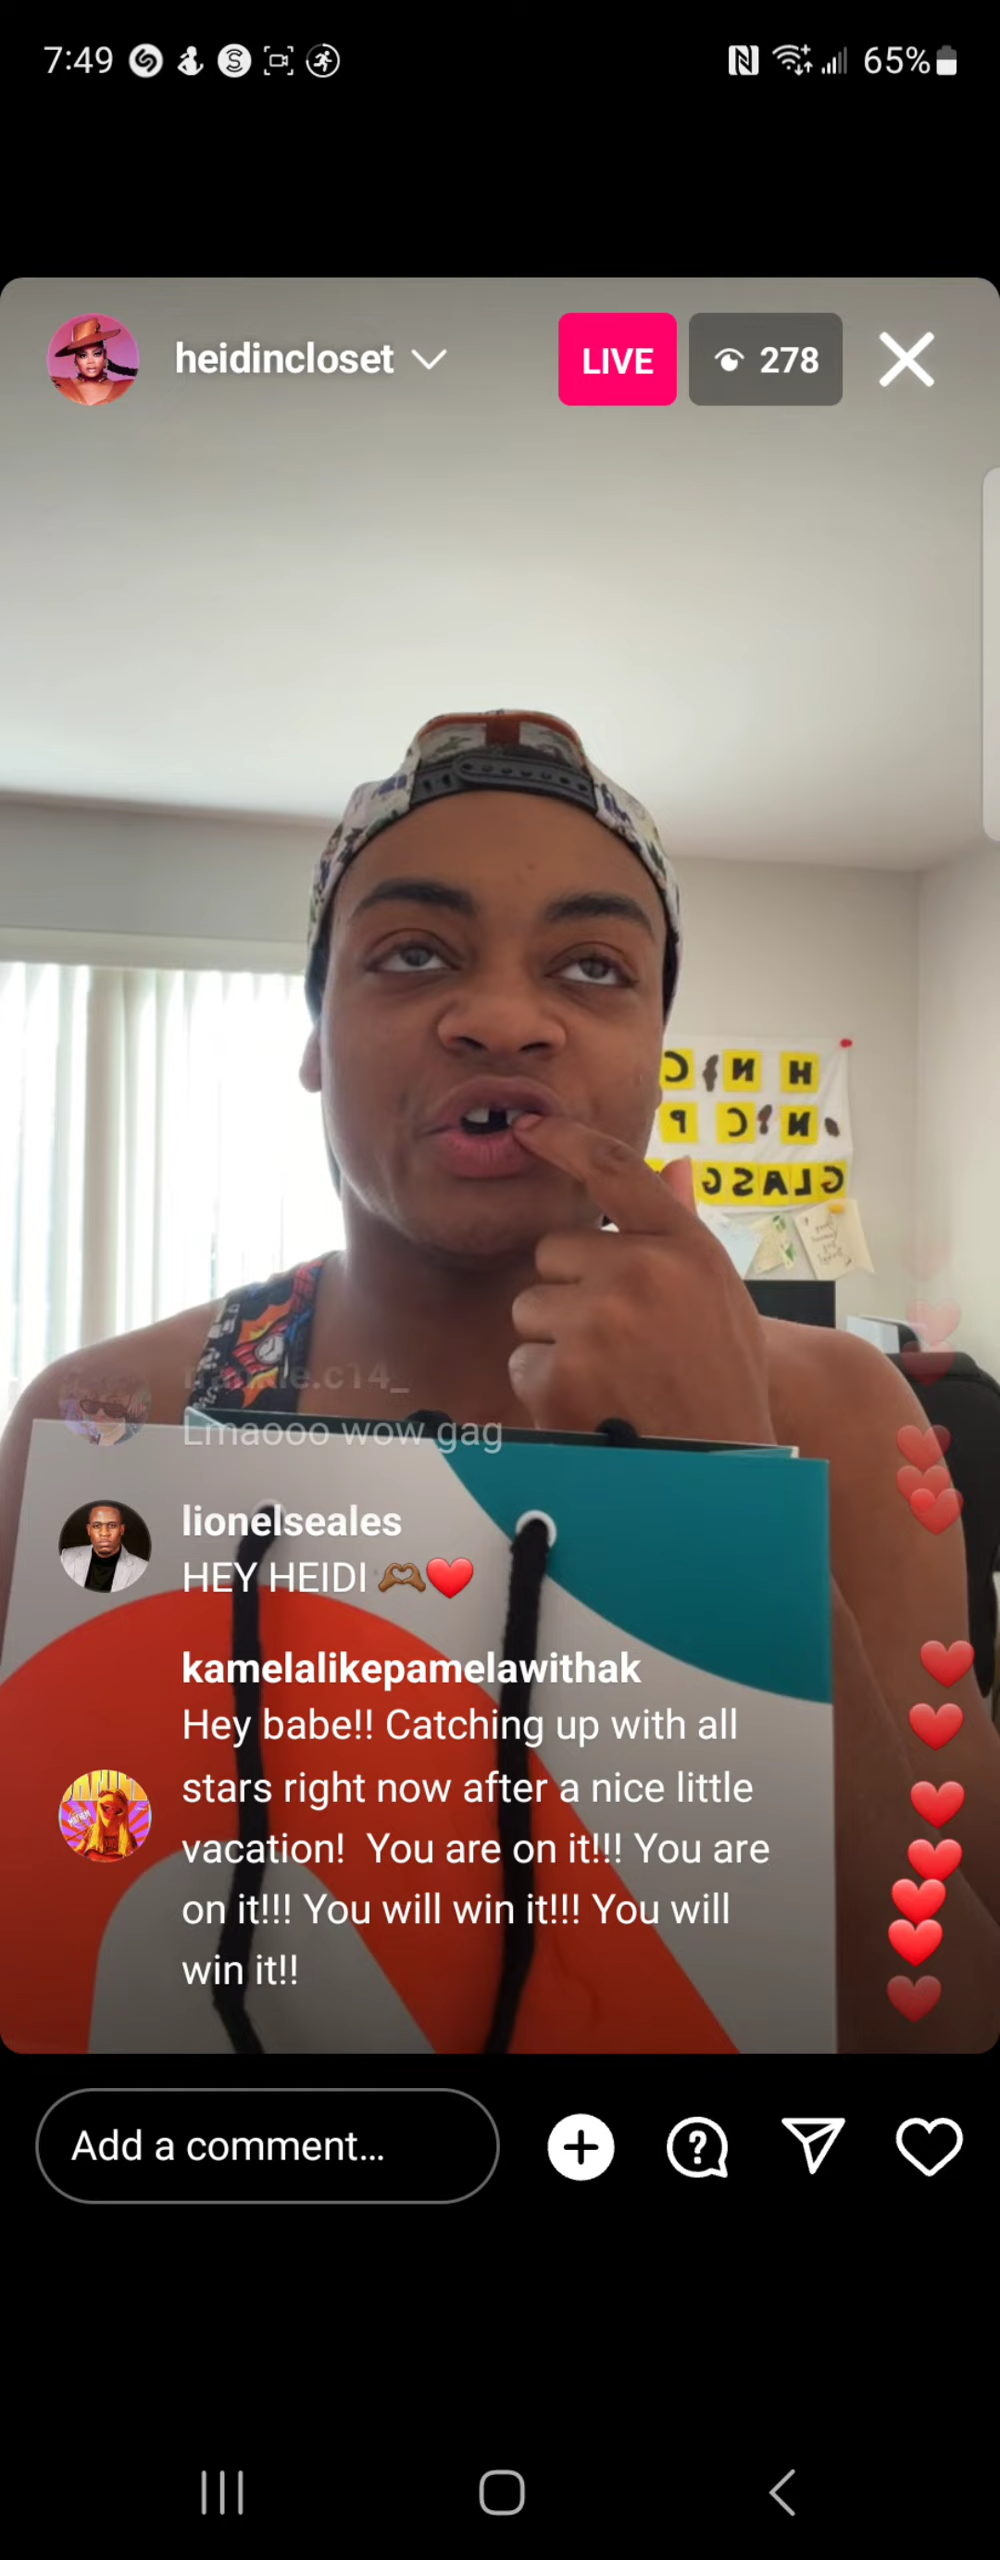 7:49
65%
heidincloset
LIVE
278
Lmaooo wow gag
lionelseales
HEY HEIDI 🫶🏾❤️
kamelalikepamelawithak
Hey babe!! Catching up with all
stars right now after a nice little
vacation!  You are on it!!! You are
on it!!! You will win it!!! You will
win it!!
Add a comment...